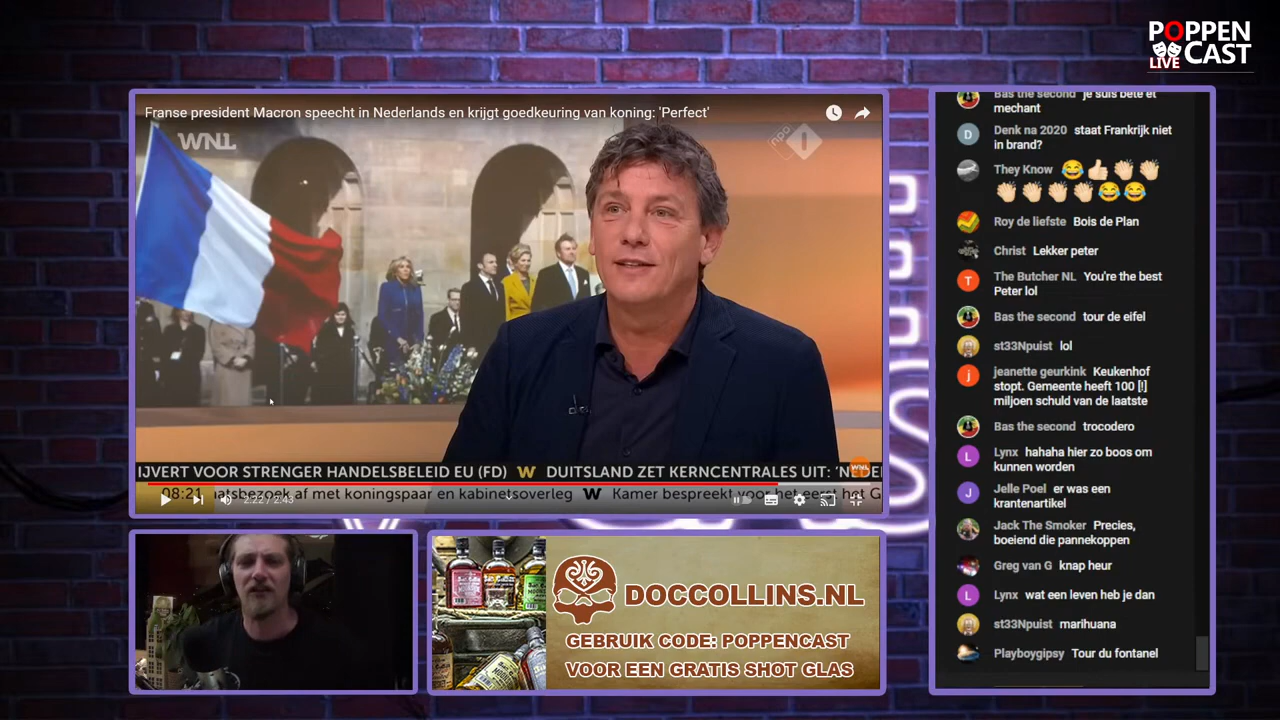 POPPEN
LIVE CAST
Franse president Macron speecht in Nederlands en krijgt goedkeuring van koning: 'Perfect'
WNL
npo 1
IJVERT VOOR STRENGER HANDELSBELEID EU (FD) W DUITSLAND ZET KERNCENTRALES UIT: 'NEDE
WNL
08:21 aatsbezoek af met koningspaar en kabinetsoverleg W Kamer bespreekt voor het eerst het G
2:22 / 2:43
DOCCOLLINS.NL
GEBRUIK CODE: POPPENCAST
VOOR EEN GRATIS SHOT GLAS
Bas the second je suis bete et
mechant
D Denk na 2020 staat Frankrijk niet
in brand?
They Know 😂👍🏻👏🏻👏🏻
👏🏻👏🏻👏🏻👏🏻😂😂
Roy de liefste Bois de Plan
Christ Lekker peter
T The Butcher NL You're the best
Peter lol
Bas the second tour de eifel
st33Npuist lol
j jeanette geurkink Keukenhof
stopt. Gemeente heeft 100 [!]
miljoen schuld van de laatste
Bas the second trocodero
L Lynx hahaha hier zo boos om
kunnen worden
J Jelle Poel er was een
krantenartikel
Jack The Smoker Precies,
boeiend die pannekoppen
Greg van G knap heur
L Lynx wat een leven heb je dan
st33Npuist marihuana
Playboygipsy Tour du fontanel